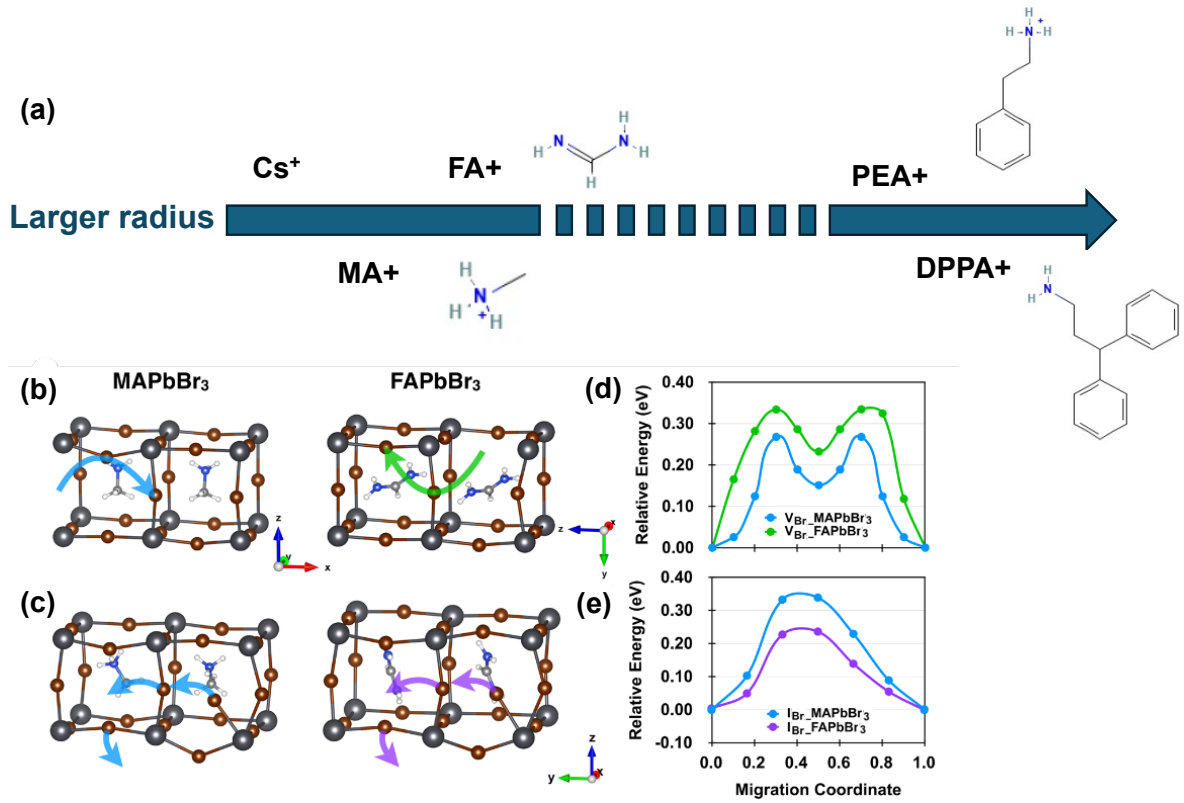 (a)
Larger radius
Cs⁺
MA+
FA+
PEA+
DPPA+
H
N
H
H
+
N
H
N
H
H
H
H
N
+
H
H
H
N
H
(b)
MAPbBr₃
FAPbBr₃
z
y
x
z
x
y
(c)
y
z
x
(d)
Relative Energy (eV)
0.40
0.30
0.20
0.10
0.00
V_Br_MAPbBr₃
V_Br_FAPbBr₃
(e)
Relative Energy (eV)
0.40
0.30
0.20
0.10
0.00
-0.10
I_Br_MAPbBr₃
I_Br_FAPbBr₃
0.0 0.2 0.4 0.6 0.8 1.0
Migration Coordinate